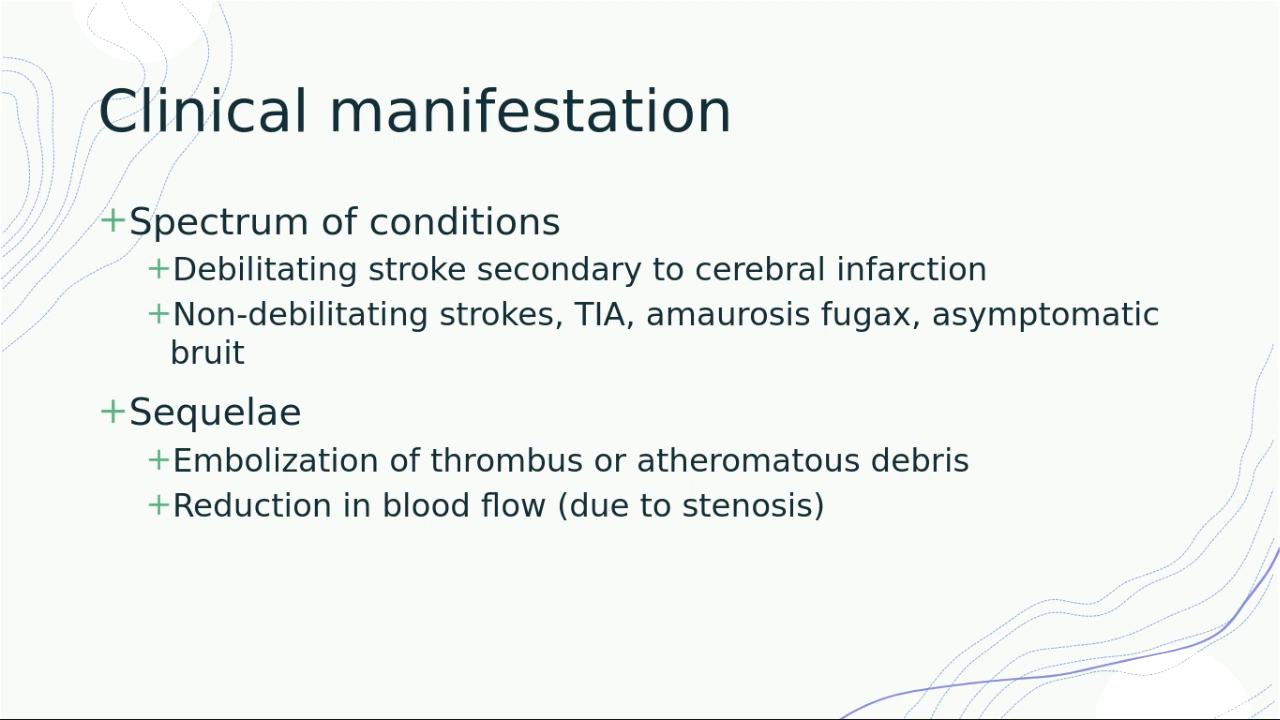 Clinical manifestation
+Spectrum of conditions
+Debilitating stroke secondary to cerebral infarction
+Non-debilitating strokes, TIA, amaurosis fugax, asymptomatic
bruit
+Sequelae
+Embolization of thrombus or atheromatous debris
+Reduction in blood flow (due to stenosis)